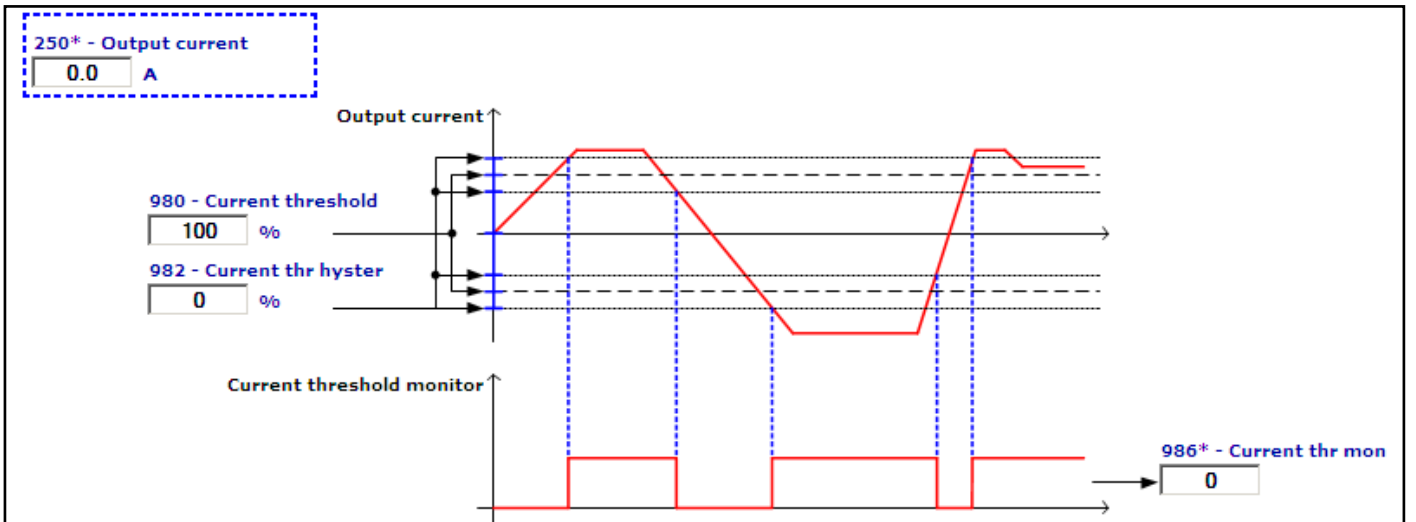 250* - Output current
0.0 A
Output current
980 - Current threshold
100 %
982 - Current thr hyster
0 %
Current threshold monitor
986* - Current thr mon
0